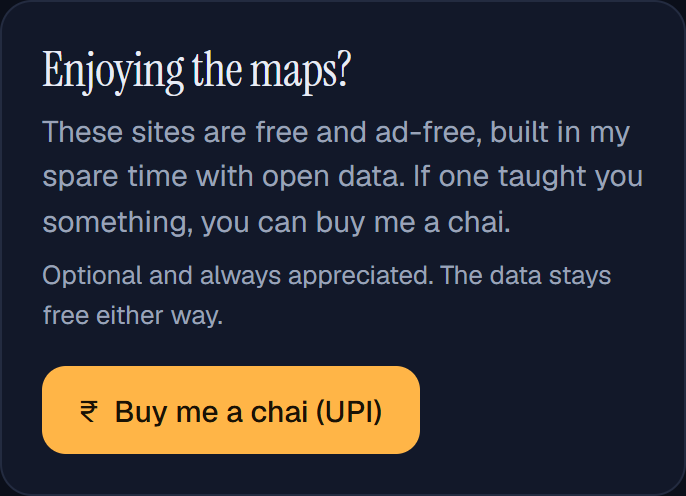 Enjoying the maps?
These sites are free and ad-free, built in my
spare time with open data. If one taught you
something, you can buy me a chai.
Optional and always appreciated. The data stays
free either way.
₹ Buy me a chai (UPI)